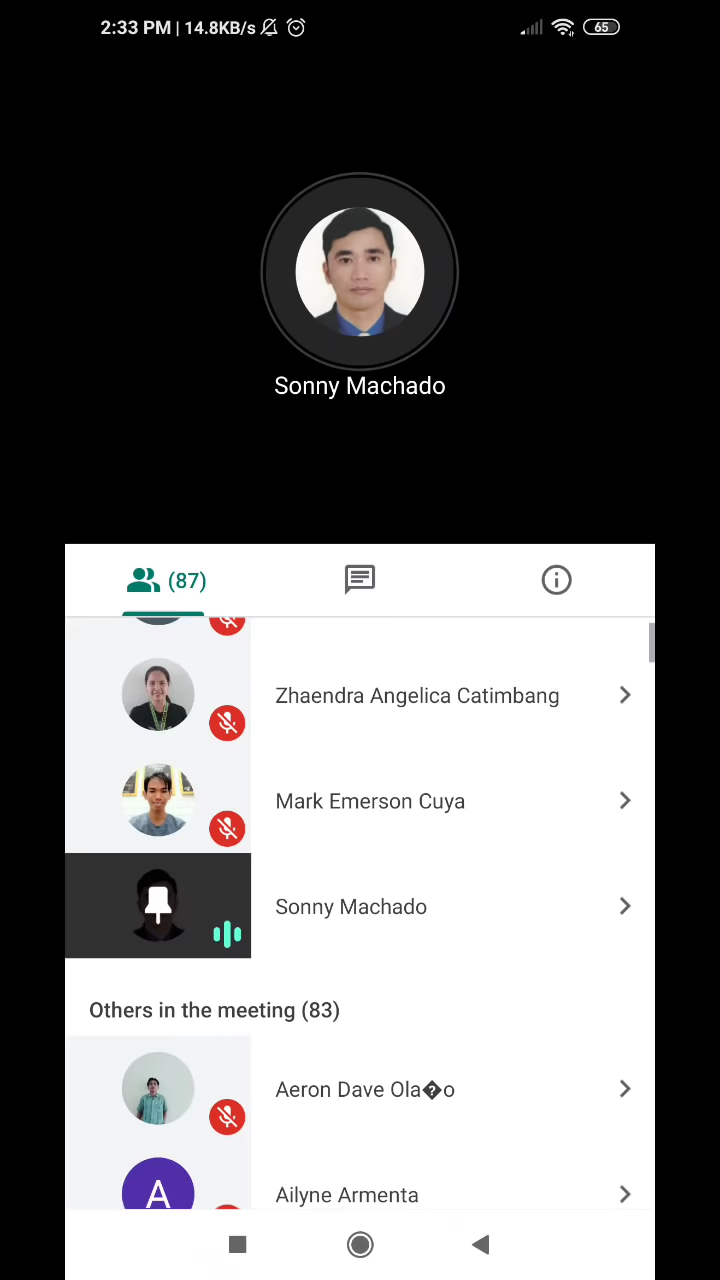 2:33 PM | 14.8KB/s 65
Sonny Machado
(87)
Zhaendra Angelica Catimbang
Mark Emerson Cuya
Sonny Machado
Others in the meeting (83)
Aeron Dave Ola�o
A Ailyne Armenta